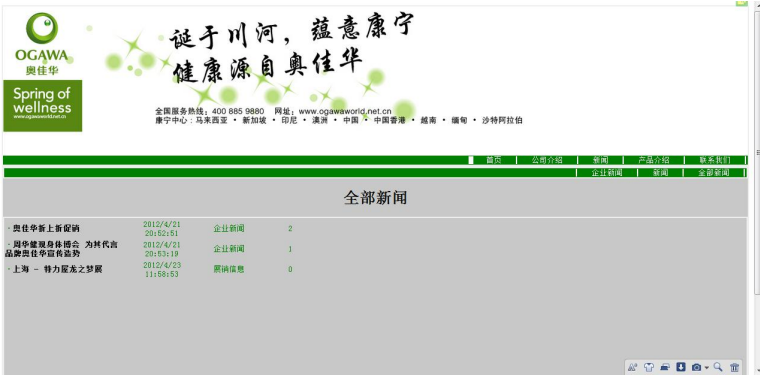 OGAWA
奥佳华
Spring of
wellness
www.ogawaworld.net.cn
诞于川河，蕴意康宁
健康源自奥佳华
全国服务热线：400 885 9880 网址：www.ogawaworld.net.cn
康宁中心：马来西亚 · 新加坡 · 印尼 · 澳洲 · 中国 · 中国香港 · 越南 · 缅甸 · 沙特阿拉伯
首页 | 公司介绍 | 新闻 | 产品介绍 | 联系我们 |
| 企业新闻 | 新闻 | 全部新闻 |
全部新闻
·奥佳华折上折促销 2012/4/21 20:52:51 企业新闻 2
·周华健现身体博会 为其代言品牌奥佳华宣传造势 2012/4/21 20:53:19 企业新闻 1
·上海 - 特力屋龙之梦展 2012/4/23 11:58:53 展销信息 0